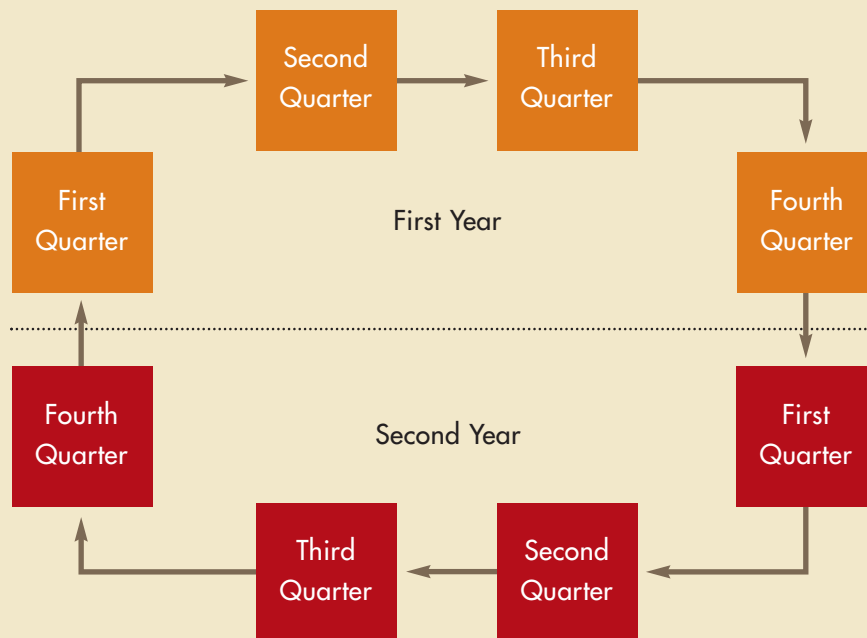 Second
Quarter
Third
Quarter
First
Quarter
First Year
Fourth
Quarter
Fourth
Quarter
Second Year
First
Quarter
Third
Quarter
Second
Quarter